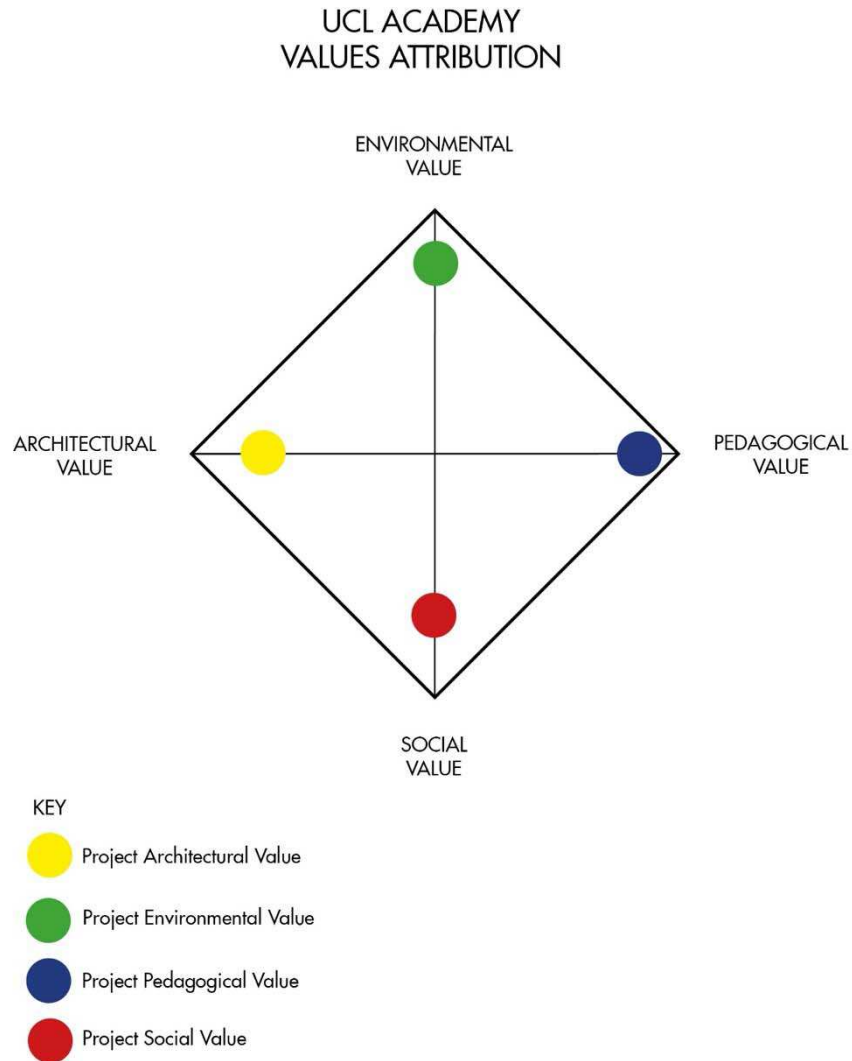 UCL ACADEMY
VALUES ATTRIBUTION
ENVIRONMENTAL
VALUE
ARCHITECTURAL
VALUE
PEDAGOGICAL
VALUE
SOCIAL
VALUE
KEY
Project Architectural Value
Project Environmental Value
Project Pedagogical Value
Project Social Value